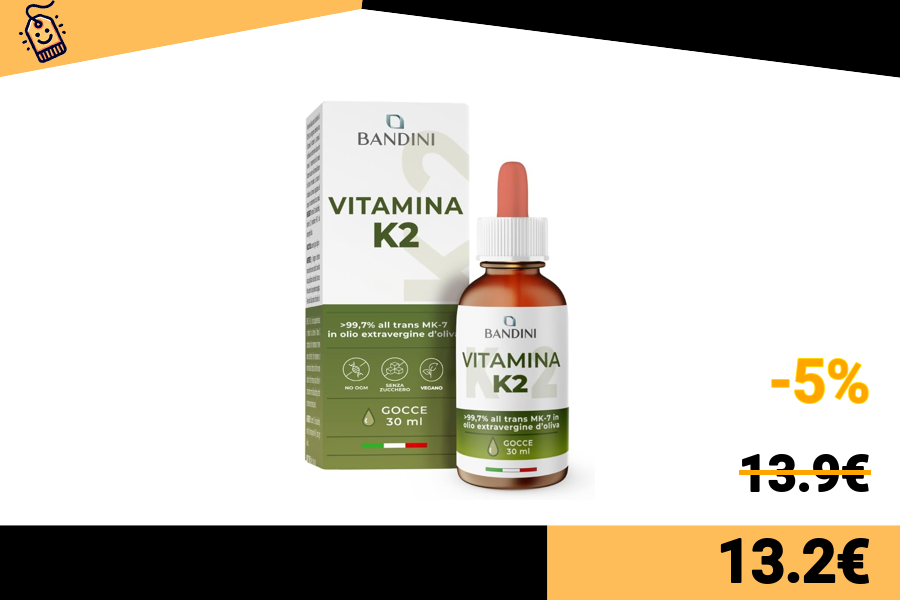 BANDINI
VITAMINA
K2
>99,7% all trans MK-7
in olio extravergine d'oliva
NO OGM
SENZA
ZUCCHERO
VEGANO
GOCCE
30 ml
BANDINI
VITAMINA
K2
>99,7% all trans MK-7 in
olio extravergine d'oliva
GOCCE
30 ml
-5%
13.9€
13.2€